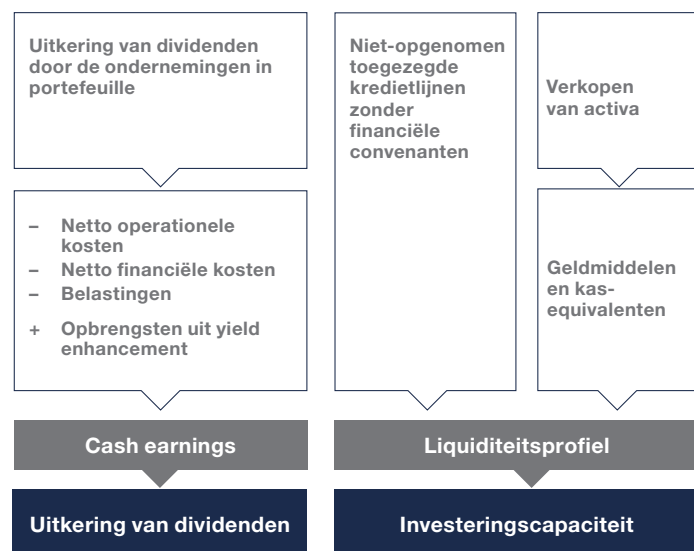 Uitkering van dividenden
door de ondernemingen in
portefeuille
– Netto operationele
kosten
– Netto financiële kosten
– Belastingen
+ Opbrengsten uit yield
enhancement
Cash earnings
Uitkering van dividenden
Niet-opgenomen
toegezegde
kredietlijnen
zonder
financiële
convenanten
Verkopen
van activa
Geldmiddelen
en kas-
equivalenten
Liquiditeitsprofiel
Investeringscapaciteit